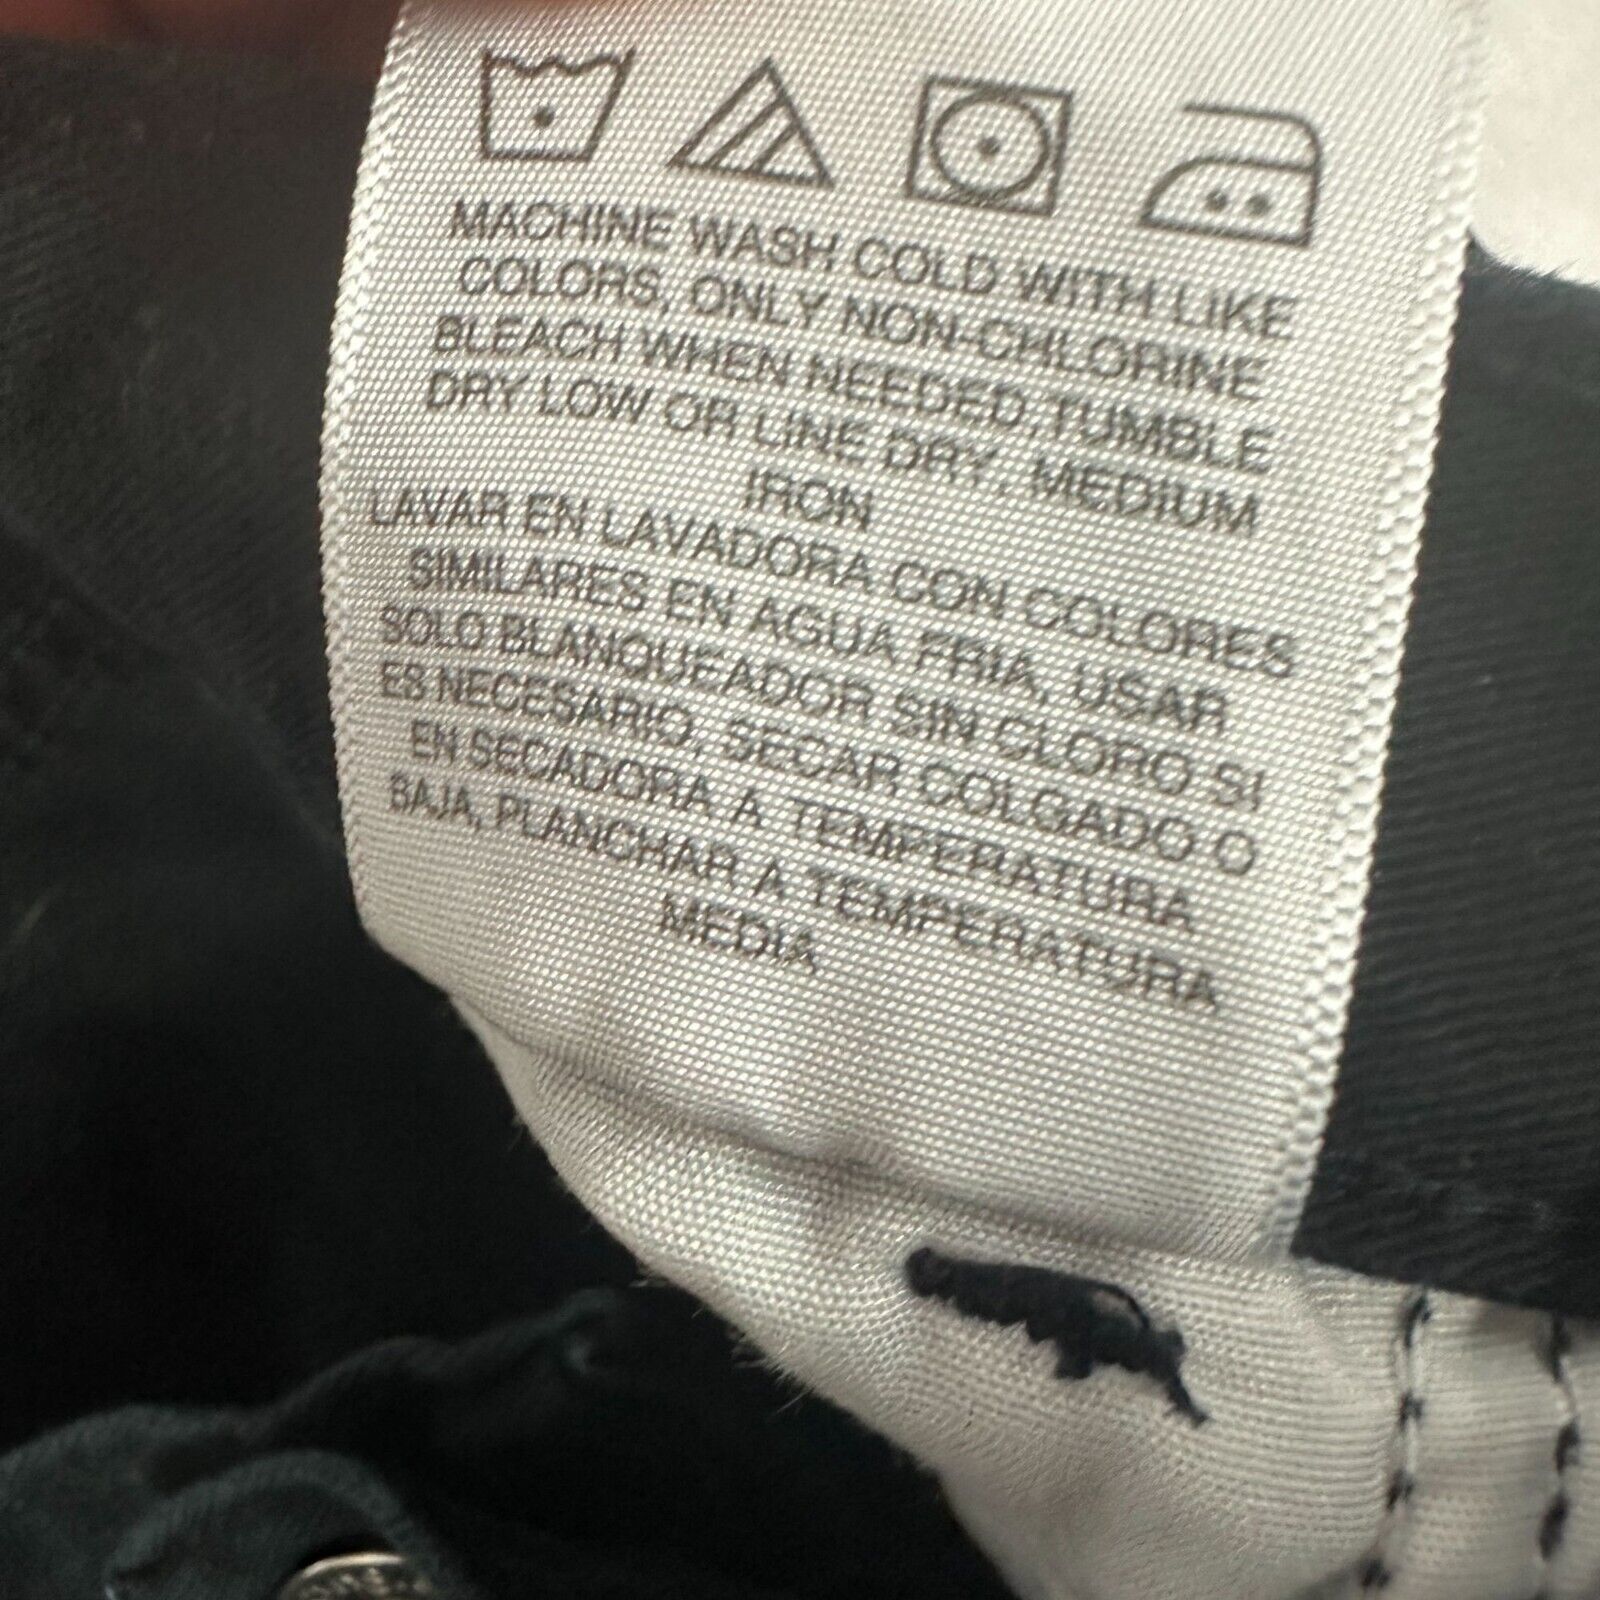 MACHINE WASH COLD WITH LIKE
COLORS, ONLY NON-CHLORINE
BLEACH WHEN NEEDED,TUMBLE
DRY LOW OR LINE DRY, MEDIUM
IRON
LAVAR EN LAVADORA CON COLORES
SIMILARES EN AGUA FRIA, USAR
SOLO BLANQUEADOR SIN CLORO SI
ES NECESARIO, SECAR COLGADO O
EN SECADORA A TEMPERATURA
BAJA, PLANCHAR A TEMPERATURA
MEDIA